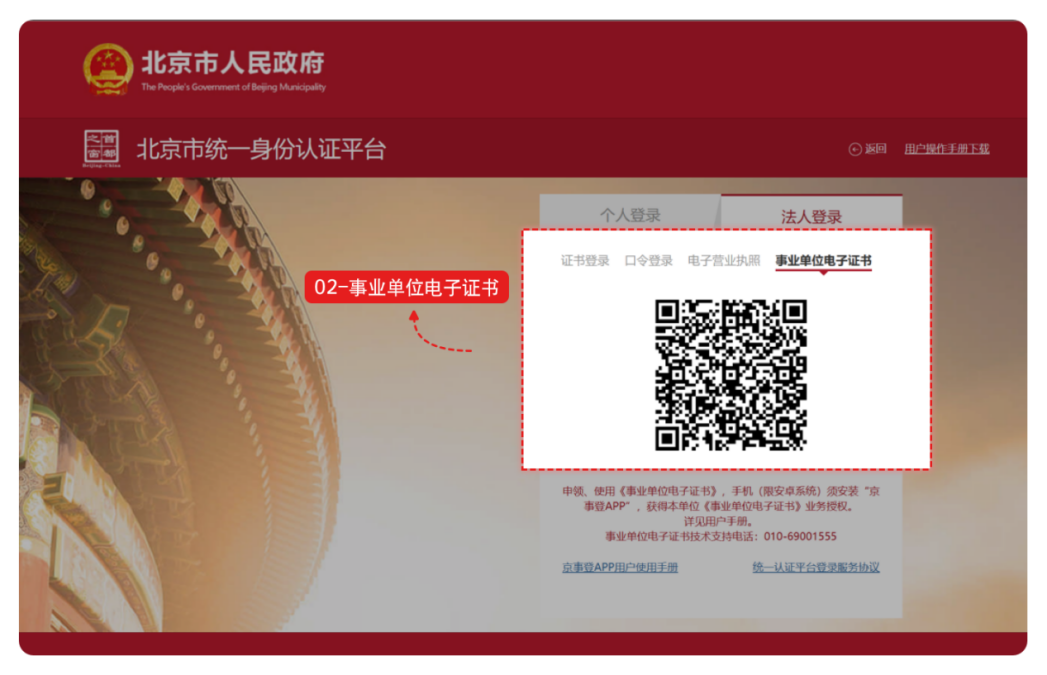 北京市人民政府
The People's Government of Beijing Municipality
首都之窗
Beijing-China
北京市统一身份认证平台
返回 用户操作手册下载
个人登录 法人登录
证书登录 口令登录 电子营业执照 事业单位电子证书
02-事业单位电子证书
申领、使用《事业单位电子证书》，手机（限安卓系统）须安装“京
事登APP”，获得本单位《事业单位电子证书》业务授权。
详见用户手册。
事业单位电子证书技术支持电话：010-69001555
京事登APP用户使用手册 统一认证平台登录服务协议